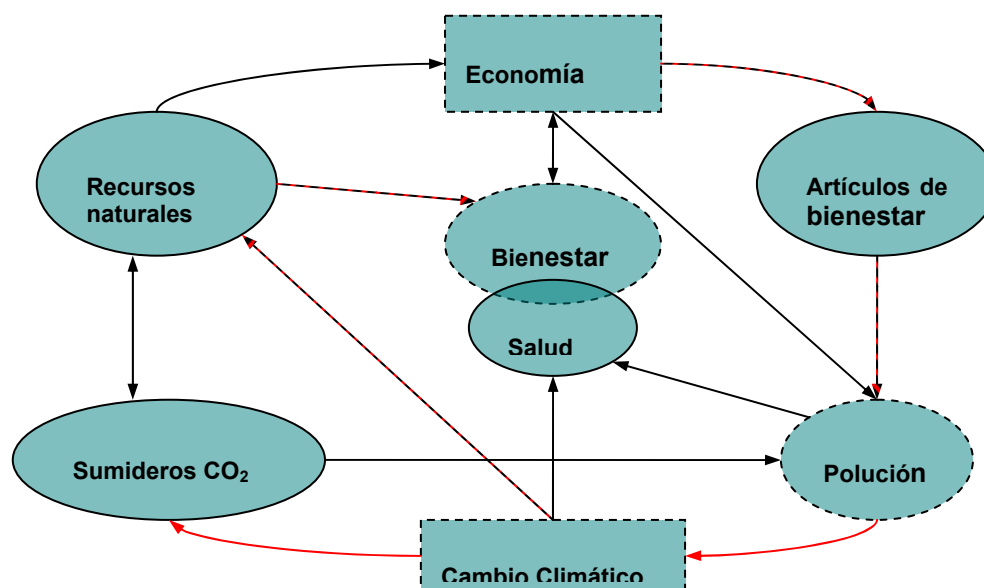 Economía
Recursos
naturales
Artículos de
bienestar
Bienestar
Salud
Sumideros CO₂
Polución
Cambio Climático